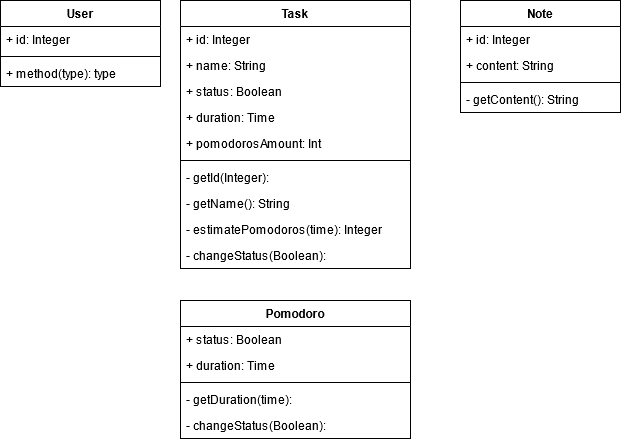 User
+ id: Integer
+ method(type): type
Task
+ id: Integer
+ name: String
+ status: Boolean
+ duration: Time
+ pomodorosAmount: Int
- getId(Integer):
- getName(): String
- estimatePomodoros(time): Integer
- changeStatus(Boolean):
Note
+ id: Integer
+ content: String
- getContent(): String
Pomodoro
+ status: Boolean
+ duration: Time
- getDuration(time):
- changeStatus(Boolean):